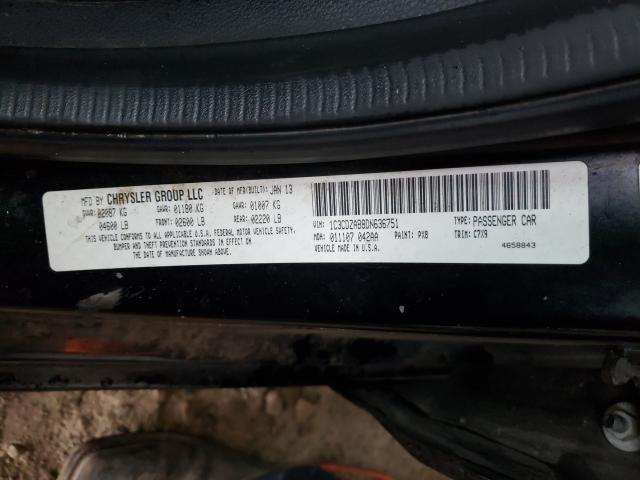 MFD BY CHRYSLER GROUP LLC DATE OF MFR(BUILT): JAN 13
GVWR: 02087 KG GAWR: 01180 KG GAWR: 01007 KG
04600 LB FRONT: 02600 LB REAR: 02220 LB
THIS VEHICLE CONFORMS TO ALL APPLICABLE U.S.A. FEDERAL MOTOR VEHICLE SAFETY,
BUMPER AND THEFT PREVENTION STANDARDS IN EFFECT ON
THE DATE OF MANUFACTURE SHOWN ABOVE.
VIN: 1C3CDZAB8DN636751 TYPE: PASSENGER CAR
MDH: 011107 042AA PAINT: PX8 TRIM: C7X9
VEHICLE MADE IN U.S.A. 4658843